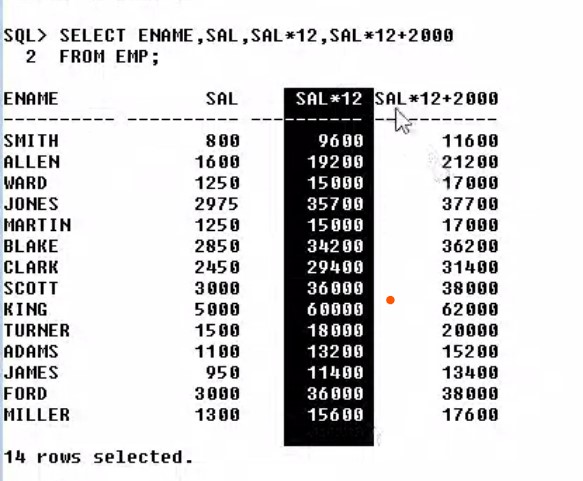 SQL> SELECT ENAME,SAL,SAL*12,SAL*12+2000
2 FROM EMP;
ENAME SAL SAL*12 SAL*12+2000
---------- ---------- ---------- -----------
SMITH 800 9600 11600
ALLEN 1600 19200 21200
WARD 1250 15000 17000
JONES 2975 35700 37700
MARTIN 1250 15000 17000
BLAKE 2850 34200 36200
CLARK 2450 29400 31400
SCOTT 3000 36000 38000
KING 5000 60000 62000
TURNER 1500 18000 20000
ADAMS 1100 13200 15200
JAMES 950 11400 13400
FORD 3000 36000 38000
MILLER 1300 15600 17600
14 rows selected.